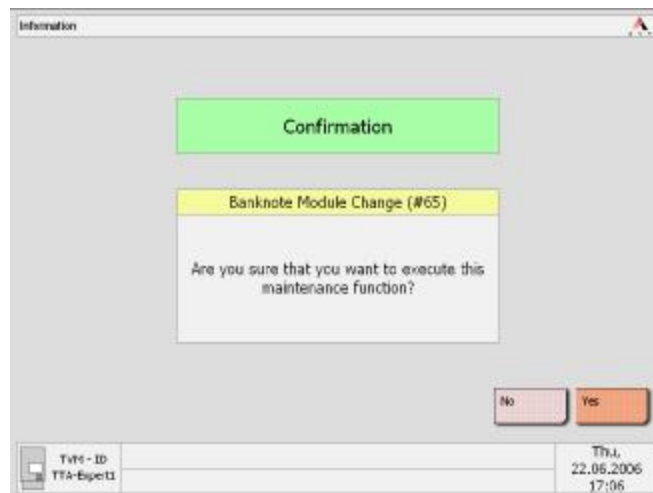 Information
Confirmation
Banknote Module Change (#65)
Are you sure that you want to execute this
maintenance function?
No
Yes
TVM - ID
TTA-Expert1
Thu,
22.06.2006
17:06